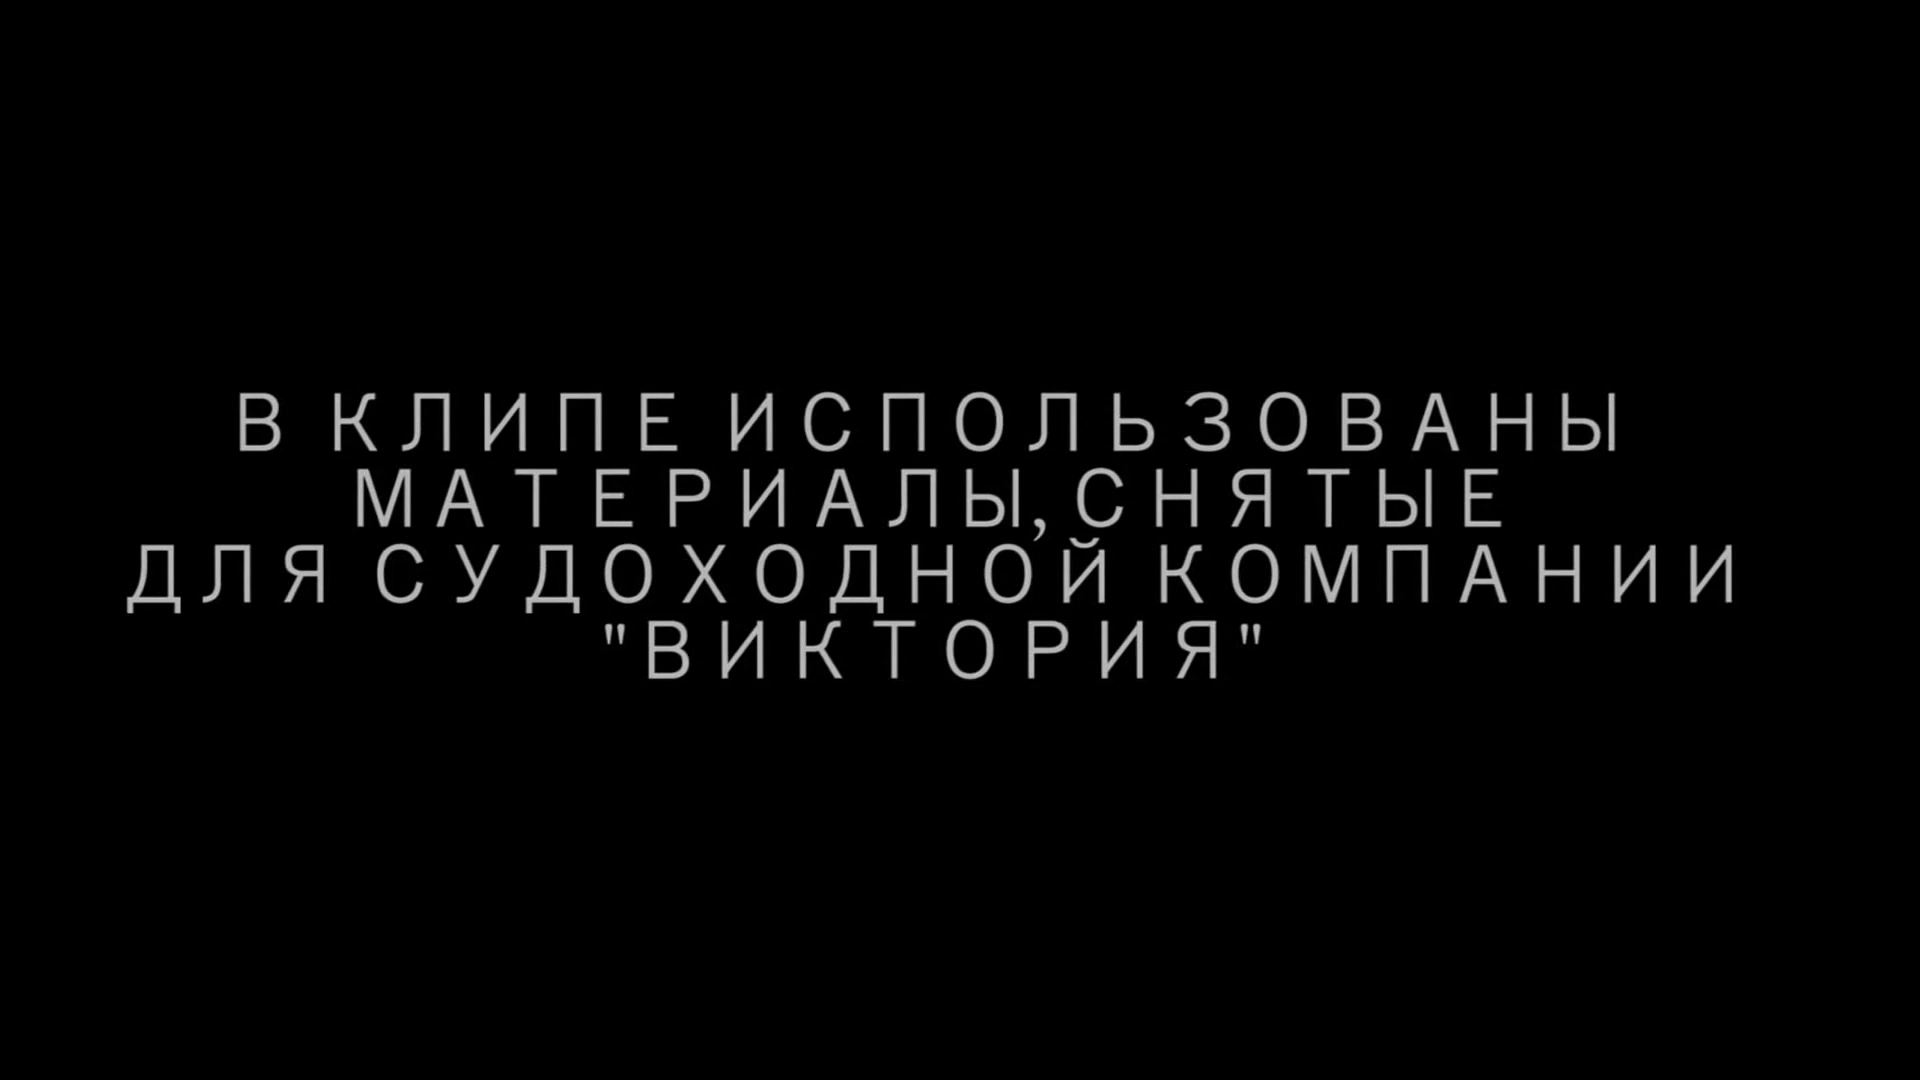 В КЛИПЕ ИСПОЛЬЗОВАНЫ
МАТЕРИАЛЫ, СНЯТЫЕ
ДЛЯ СУДОХОДНОЙ КОМПАНИИ
"ВИКТОРИЯ"